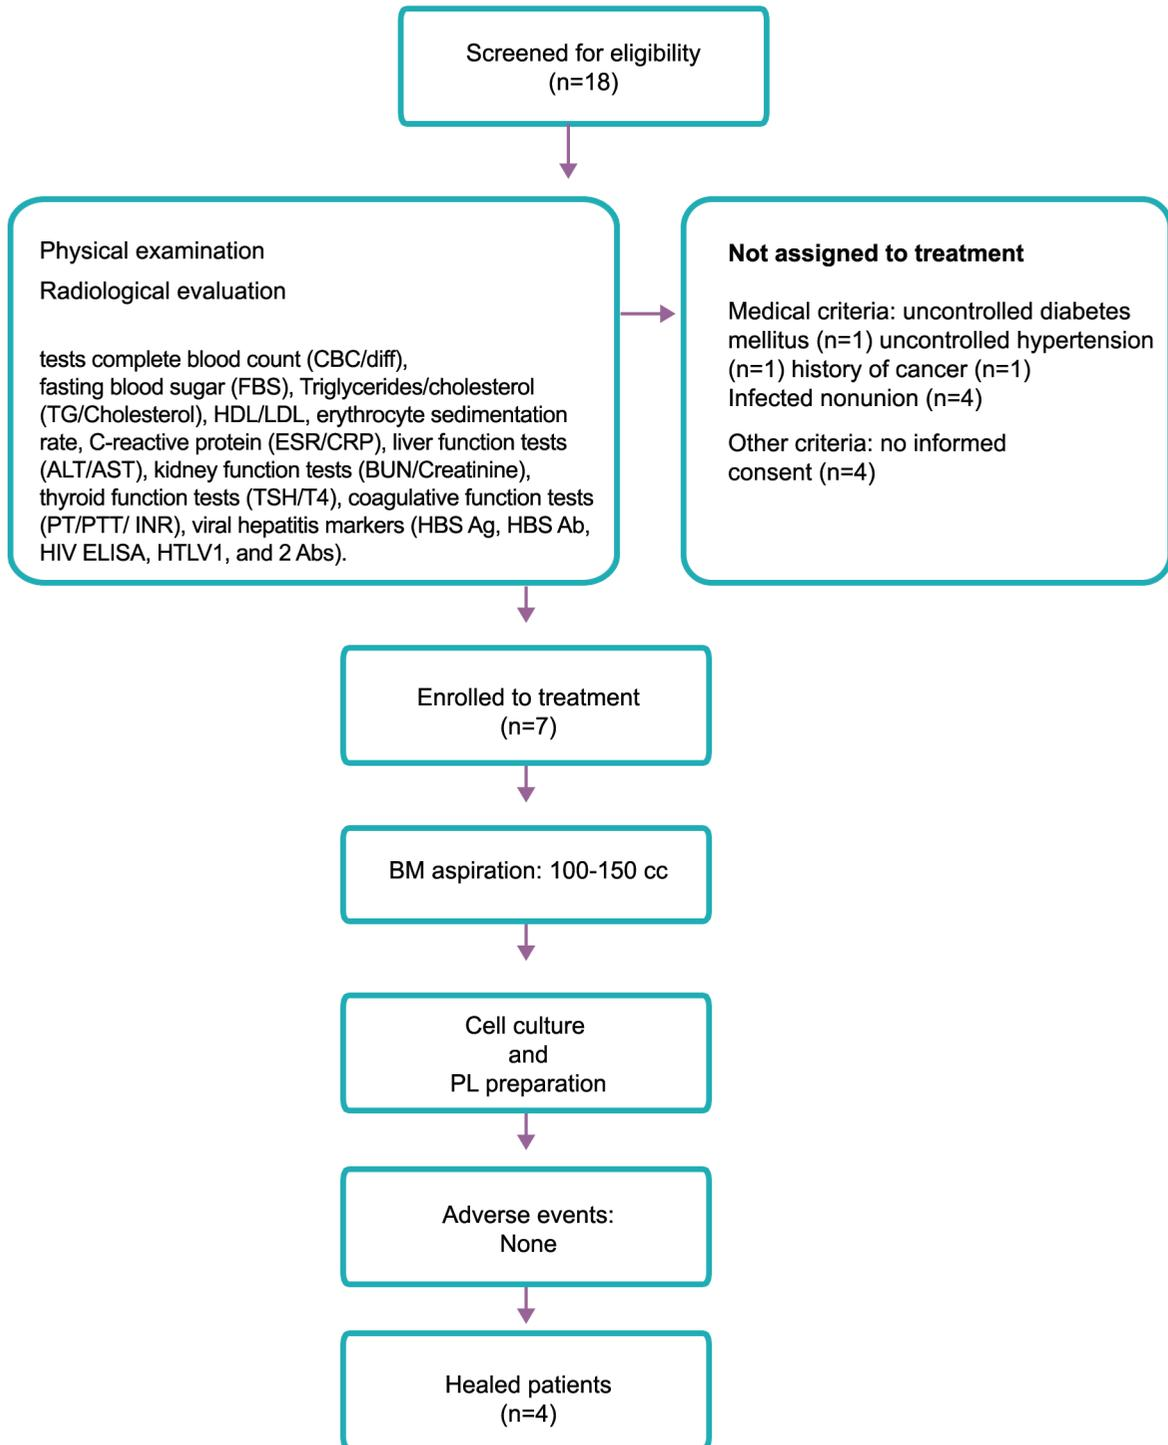 Screened for eligibility
(n=18)
Physical examination
Radiological evaluation
tests complete blood count (CBC/diff),
fasting blood sugar (FBS), Triglycerides/cholesterol
(TG/Cholesterol), HDL/LDL, erythrocyte sedimentation
rate, C-reactive protein (ESR/CRP), liver function tests
(ALT/AST), kidney function tests (BUN/Creatinine),
thyroid function tests (TSH/T4), coagulative function tests
(PT/PTT/ INR), viral hepatitis markers (HBS Ag, HBS Ab,
HIV ELISA, HTLV1, and 2 Abs).
Not assigned to treatment
Medical criteria: uncontrolled diabetes
mellitus (n=1) uncontrolled hypertension
(n=1) history of cancer (n=1)
Infected nonunion (n=4)
Other criteria: no informed
consent (n=4)
Enrolled to treatment
(n=7)
BM aspiration: 100-150 cc
Cell culture
and
PL preparation
Adverse events:
None
Healed patients
(n=4)